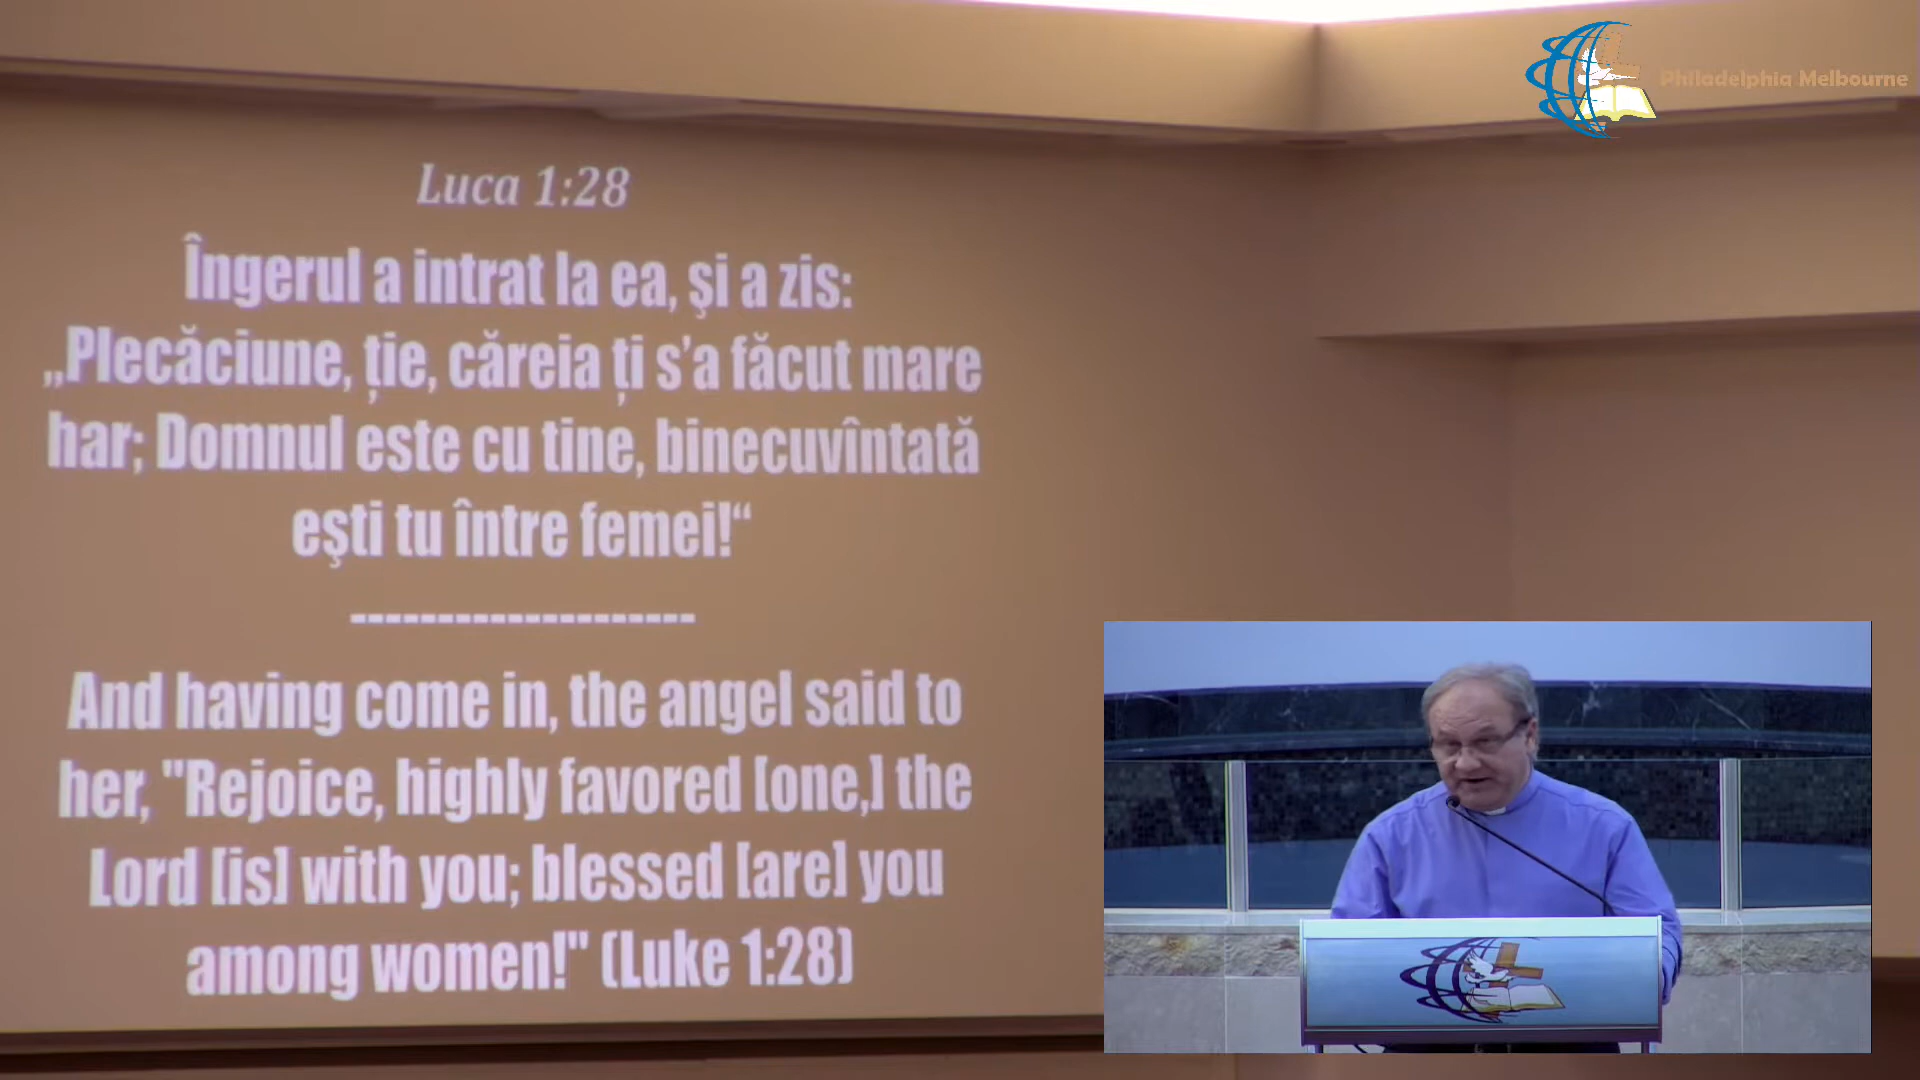 Philadelphia Melbourne
Luca 1:28
Îngerul a intrat la ea, şi a zis:
„Plecăciune, ţie, căreia ţi s’a făcut mare
har; Domnul este cu tine, binecuvîntată
eşti tu între femei!“
--------------------
And having come in, the angel said to
her, "Rejoice, highly favored [one,] the
Lord [is] with you; blessed [are] you
among women!" (Luke 1:28)